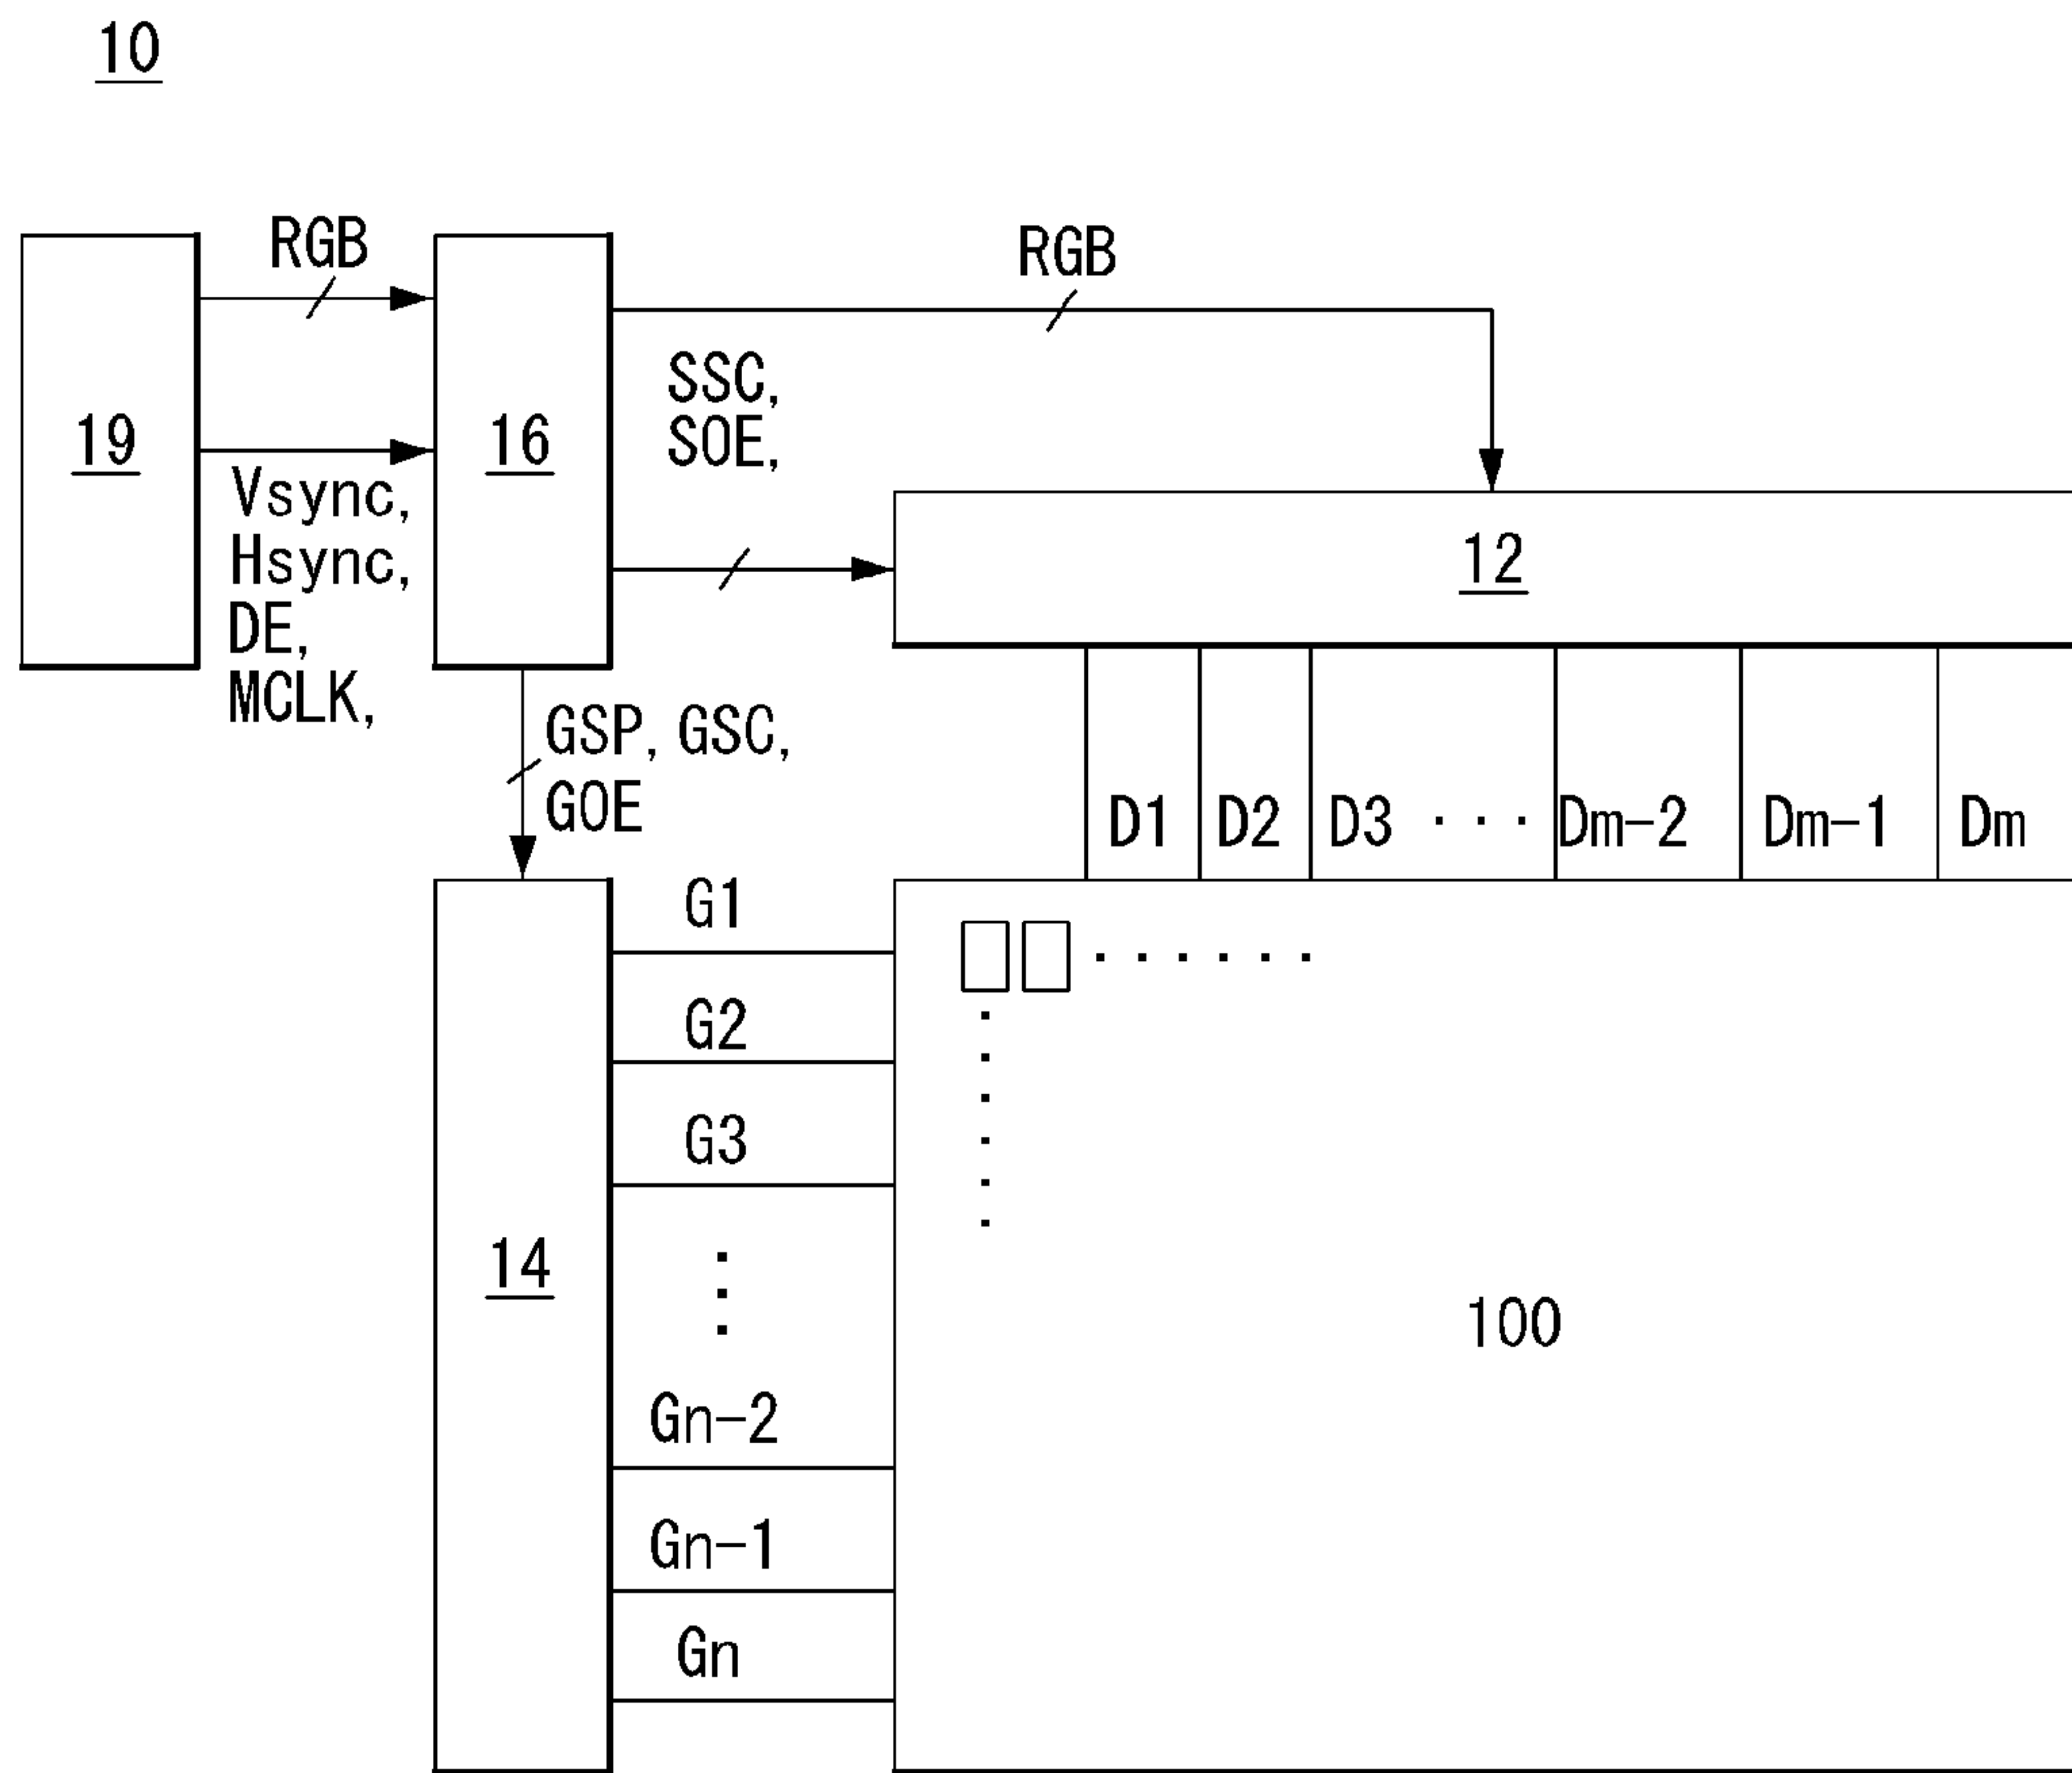 10
RGB
RGB
19
16
SSC,
SOE,
Vsync,
Hsync,
DE,
MCLK,
12
GSP, GSC,
GOE
D1 D2 D3 ... Dm-2 Dm-1 Dm
G1
G2
G3
14
100
Gn-2
Gn-1
Gn